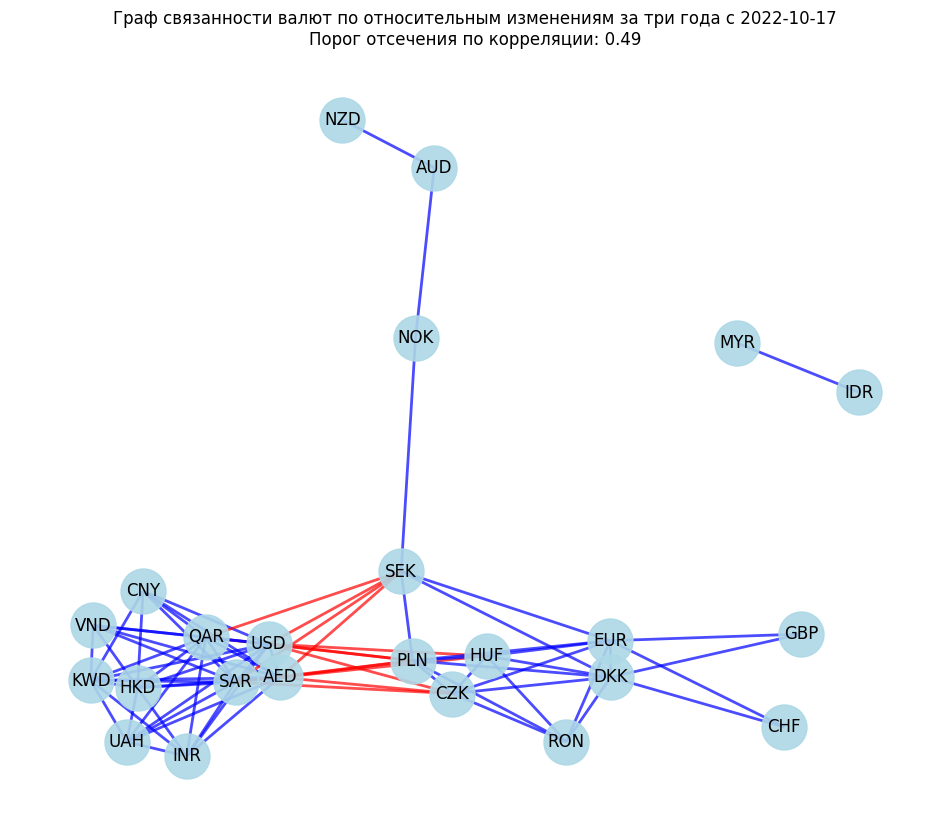 Граф связанности валют по относительным изменениям за три года с 2022-10-17
Порог отсечения по корреляции: 0.49
NZD
AUD
NOK
MYR
IDR
SEK
CNY
VND
QAR
USD
EUR
GBP
PLN
HUF
KWD
HKD
SAR
AED
CZK
DKK
CHF
UAH
INR
RON